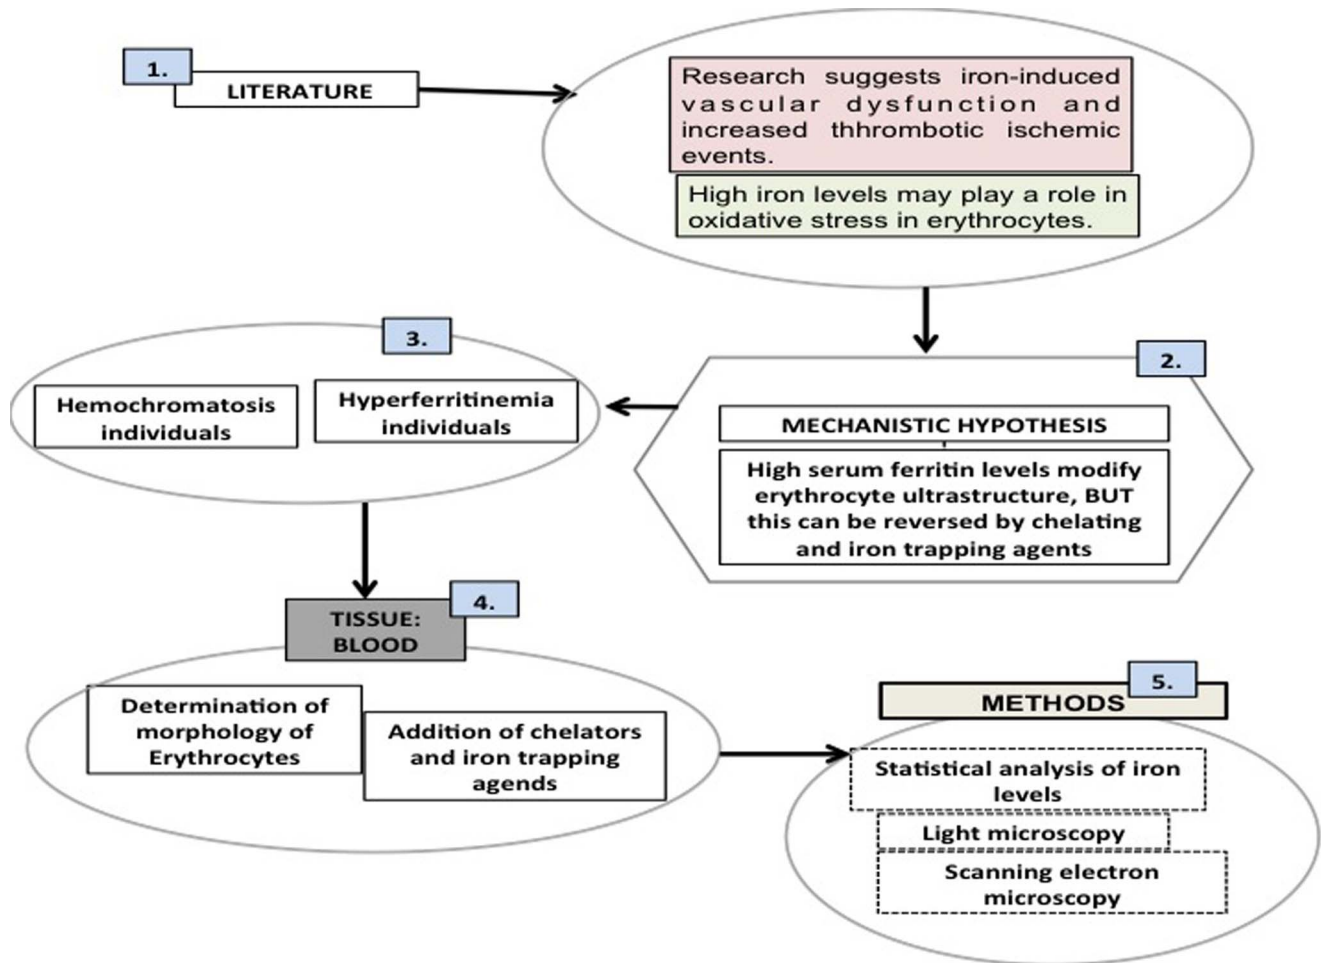 1.
LITERATURE
Research suggests iron-induced
vascular dysfunction and
increased thhrombotic ischemic
events.
High iron levels may play a role in
oxidative stress in erythrocytes.
2.
MECHANISTIC HYPOTHESIS
High serum ferritin levels modify
erythrocyte ultrastructure, BUT
this can be reversed by chelating
and iron trapping agents
3.
Hemochromatosis
individuals
Hyperferritinemia
individuals
4.
TISSUE:
BLOOD
Determination of
morphology of
Erythrocytes
Addition of chelators
and iron trapping
agends
5.
METHODS
Statistical analysis of iron
levels
Light microscopy
Scanning electron
microscopy